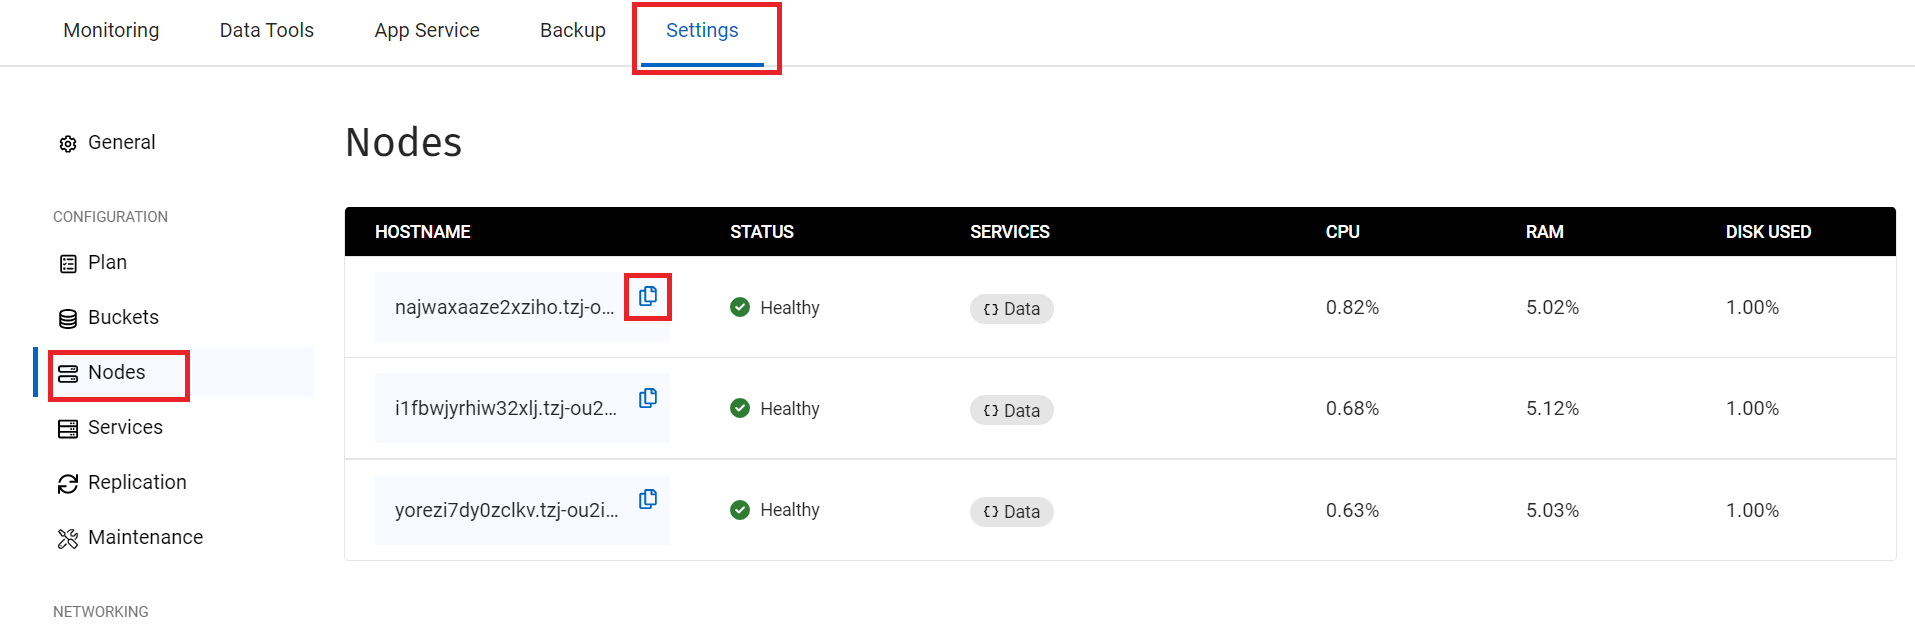 Monitoring Data Tools App Service Backup Settings
General
CONFIGURATION
Plan
Buckets
Nodes
Services
Replication
Maintenance
NETWORKING
Nodes
HOSTNAME STATUS SERVICES CPU RAM DISK USED
najwaxaaze2xziho.tzj-o... Healthy {} Data 0.82% 5.02% 1.00%
i1fbwjyrhiw32xlj.tzj-ou2... Healthy {} Data 0.68% 5.12% 1.00%
yorezi7dy0zclkv.tzj-ou2i... Healthy {} Data 0.63% 5.03% 1.00%